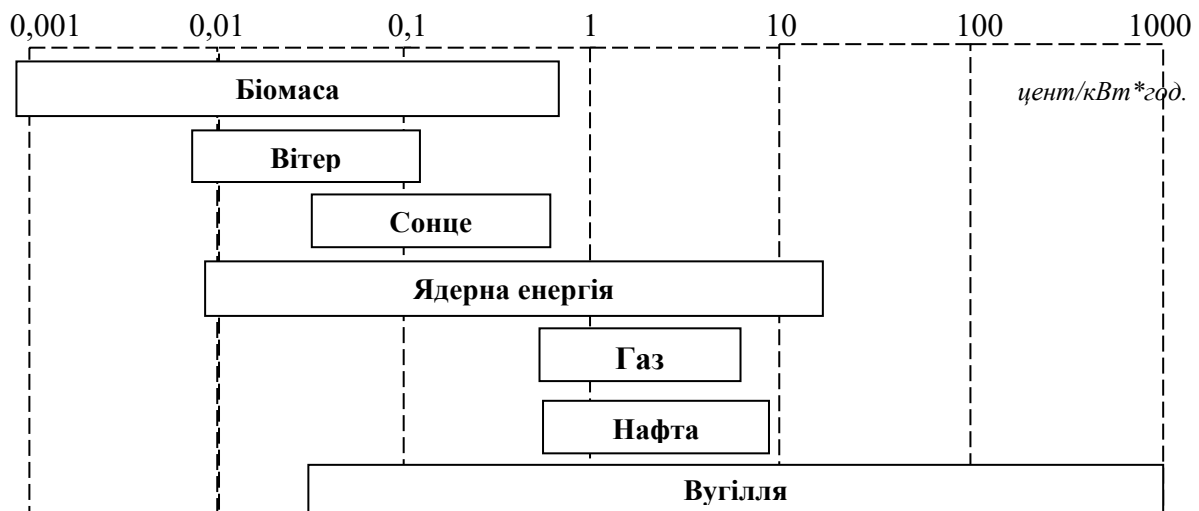 0,001 0,01 0,1 1 10 100 1000
Біомаса
цент/кВт*год.
Вітер
Сонце
Ядерна енергія
Газ
Нафта
Вугілля